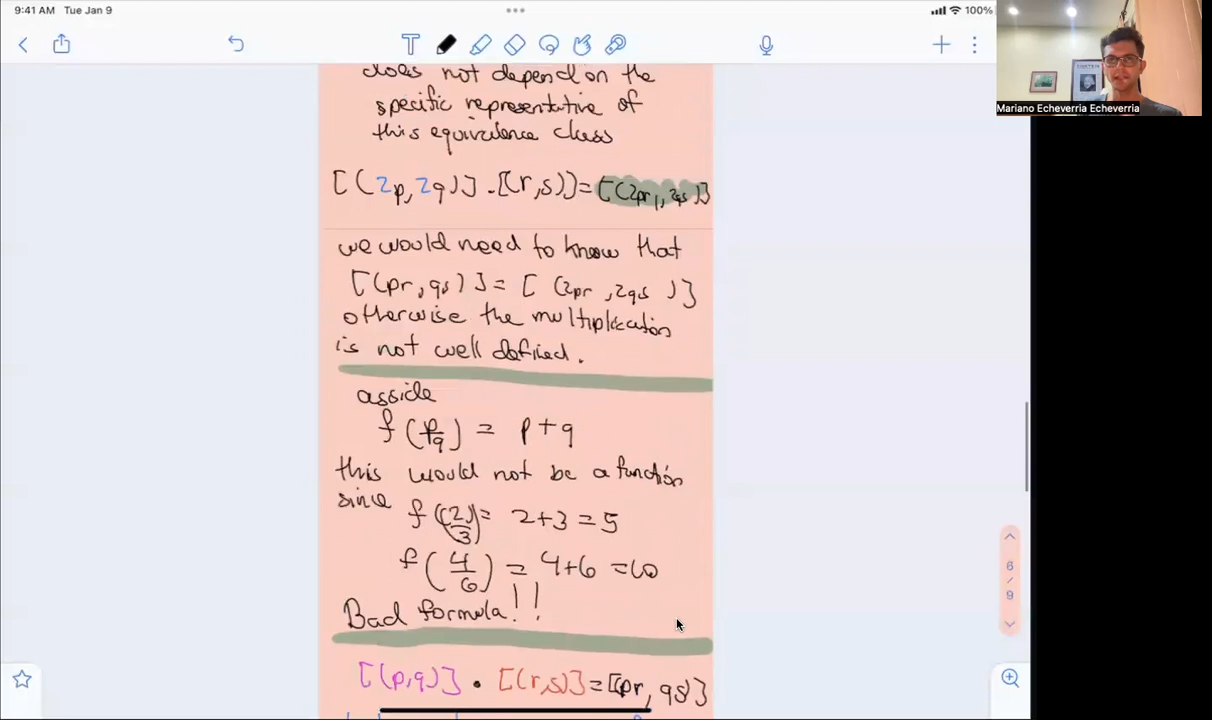 9:41 AM Tue Jan 9
100%
Mariano Echeverria Echeverria
does not depend on the
specific representative of
this equivalence class
[(2p,2q)].[(r,s)]=[(2pr,2qs)]
we would need to know that
[(pr,qs)]=[(2pr,2qs)]
otherwise the multiplication
is not well defined.
asside
f(p/q) = p+q
this would not be a function
since
f(2/3)= 2+3=5
f(4/6) = 4+6 =10
Bad formula!!
[(p,q)] . [(r,s)]=[(pr, qs)]
6
/
9